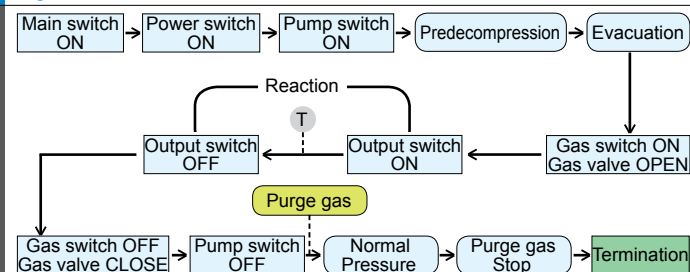 Main switch
ON
Power switch
ON
Pump switch
ON
Predecompression
Evacuation
Reaction
T
Gas switch ON
Gas valve OPEN
Output switch
ON
Output switch
OFF
Purge gas
Gas switch OFF
Gas valve CLOSE
Pump switch
OFF
Normal
Pressure
Purge gas
Stop
Termination